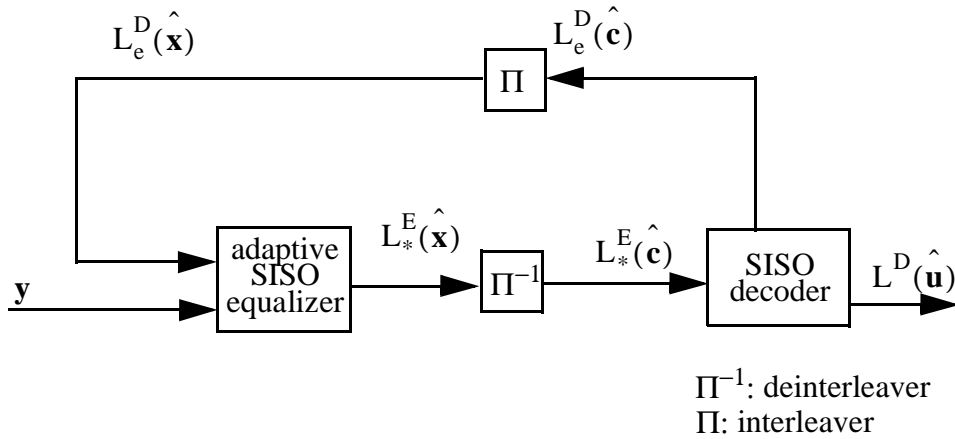 L_e^D(x̂) L_e^D(ĉ)
Π
adaptive
SISO
equalizer
L_*^E(x̂)
Π⁻¹
L_*^E(ĉ)
SISO
decoder
L^D(û)
y
Π⁻¹: deinterleaver
Π: interleaver